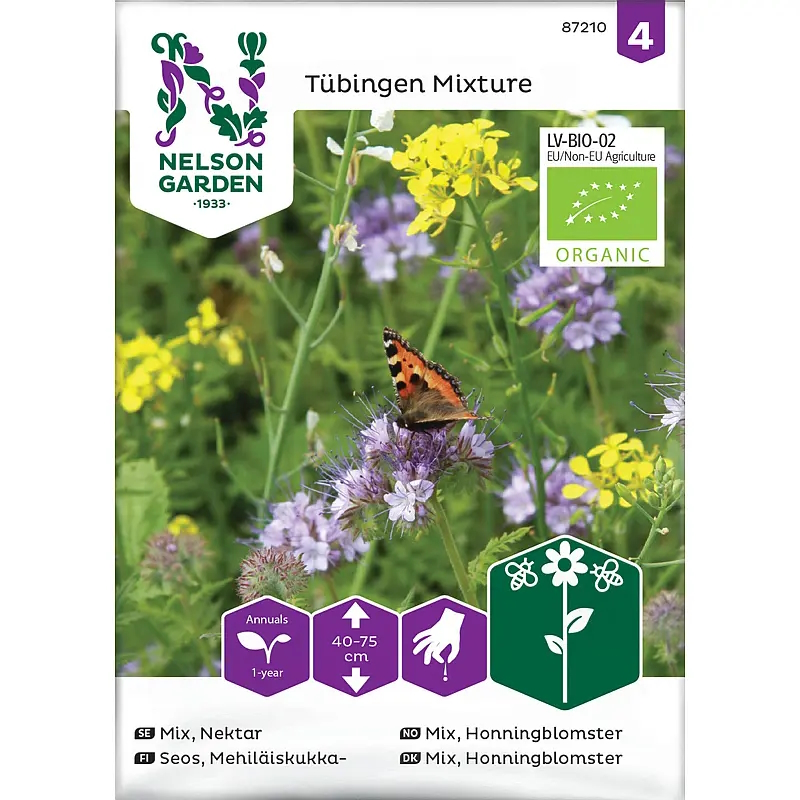 87210
4
Tübingen Mixture
NELSON
GARDEN
·1933·
LV-BIO-02
EU/Non-EU Agriculture
ORGANIC
Annuals
1-year
40–75
cm
SE Mix, Nektar
FI Seos, Mehiläiskukka-
NO Mix, Honningblomster
DK Mix, Honningblomster